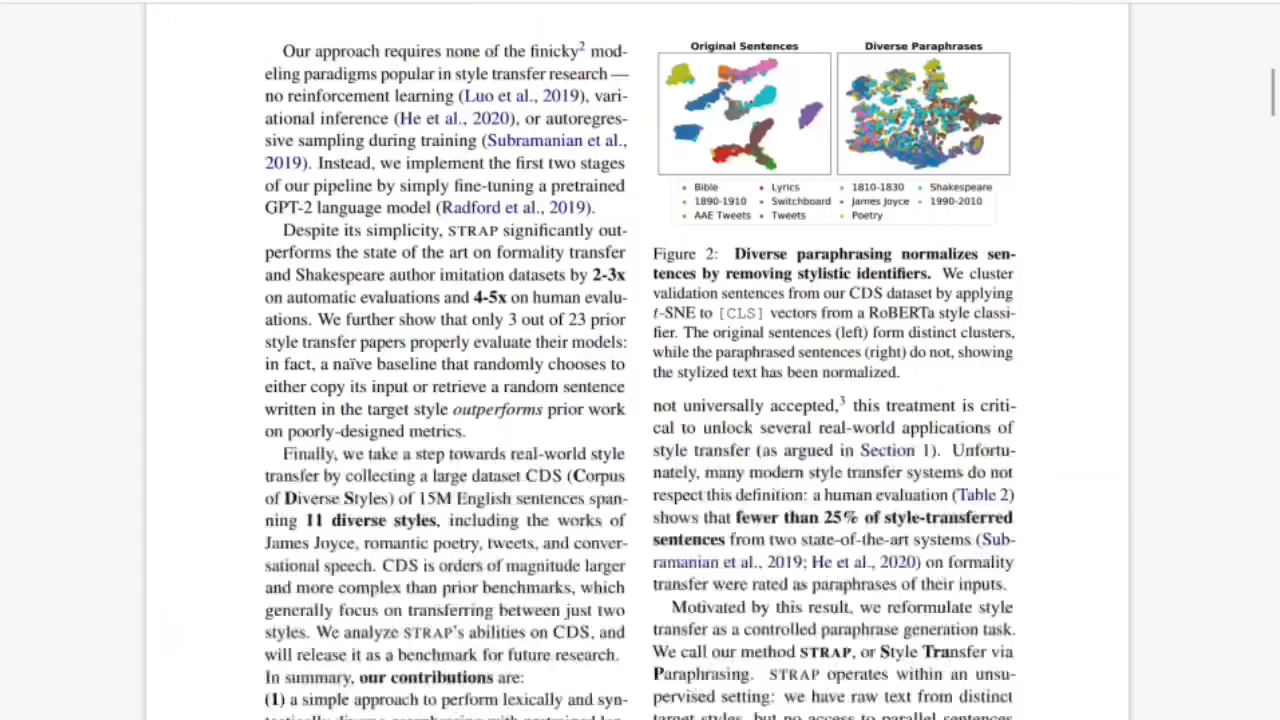 Our approach requires none of the finicky2 mod-
eling paradigms popular in style transfer research —
no reinforcement learning (Luo et al., 2019), vari-
ational inference (He et al., 2020), or autoregres-
sive sampling during training (Subramanian et al.,
2019). Instead, we implement the first two stages
of our pipeline by simply fine-tuning a pretrained
GPT-2 language model (Radford et al., 2019).
Despite its simplicity, STRAP significantly out-
performs the state of the art on formality transfer
and Shakespeare author imitation datasets by 2-3x
on automatic evaluations and 4-5x on human evalu-
ations. We further show that only 3 out of 23 prior
style transfer papers properly evaluate their models:
in fact, a naïve baseline that randomly chooses to
either copy its input or retrieve a random sentence
written in the target style outperforms prior work
on poorly-designed metrics.
Finally, we take a step towards real-world style
transfer by collecting a large dataset CDS (Corpus
of Diverse Styles) of 15M English sentences span-
ning 11 diverse styles, including the works of
James Joyce, romantic poetry, tweets, and conver-
sational speech. CDS is orders of magnitude larger
and more complex than prior benchmarks, which
generally focus on transferring between just two
styles. We analyze STRAP's abilities on CDS, and
will release it as a benchmark for future research.
In summary, our contributions are:
(1) a simple approach to perform lexically and syn-
Original Sentences Diverse Paraphrases
Bible Lyrics 1810-1830 Shakespeare
1890-1910 Switchboard James Joyce 1990-2010
AAE Tweets Tweets Poetry
Figure 2: Diverse paraphrasing normalizes sen-
tences by removing stylistic identifiers. We cluster
validation sentences from our CDS dataset by applying
t-SNE to [CLS] vectors from a RoBERTa style classi-
fier. The original sentences (left) form distinct clusters,
while the paraphrased sentences (right) do not, showing
the stylized text has been normalized.
not universally accepted,3 this treatment is criti-
cal to unlock several real-world applications of
style transfer (as argued in Section 1). Unfortu-
nately, many modern style transfer systems do not
respect this definition: a human evaluation (Table 2)
shows that fewer than 25% of style-transferred
sentences from two state-of-the-art systems (Sub-
ramanian et al., 2019; He et al., 2020) on formality
transfer were rated as paraphrases of their inputs.
Motivated by this result, we reformulate style
transfer as a controlled paraphrase generation task.
We call our method STRAP, or Style Transfer via
Paraphrasing. STRAP operates within an unsu-
pervised setting: we have raw text from distinct
target styles, but no access to parallel sentences